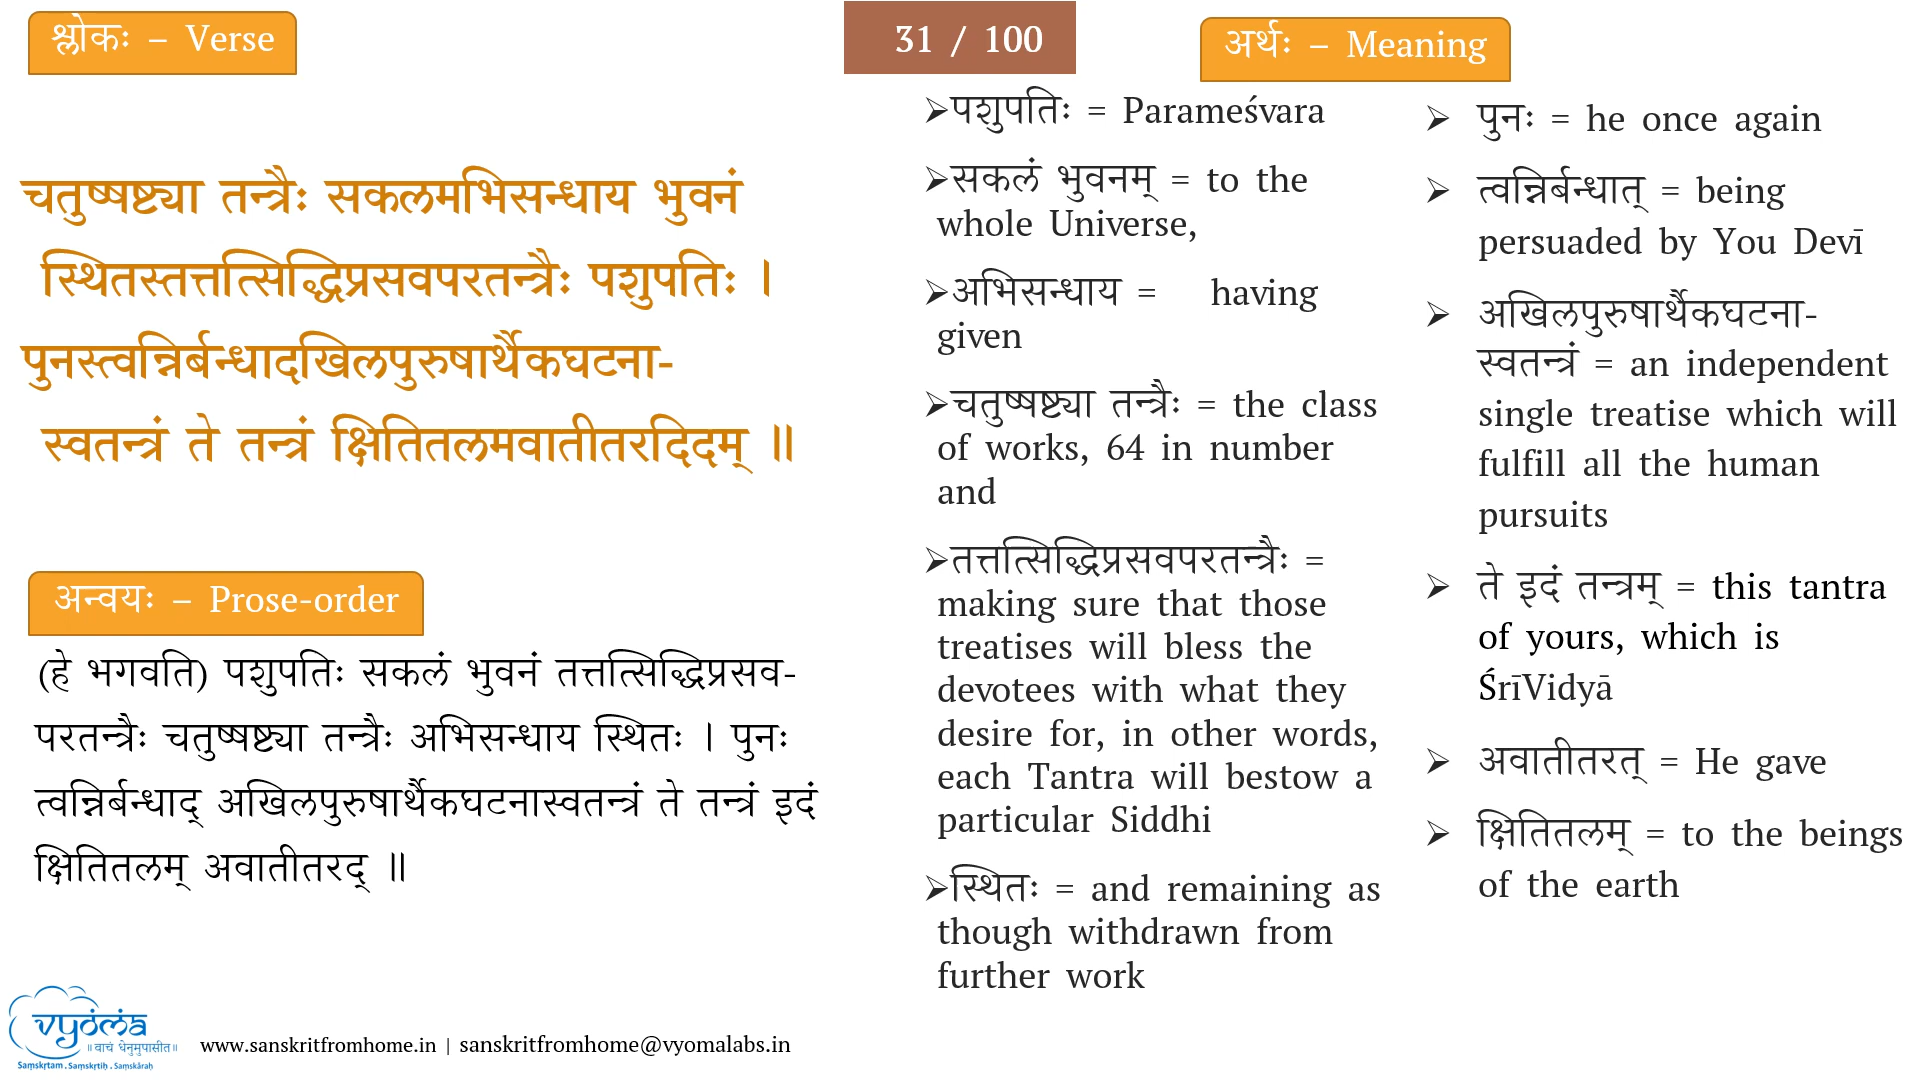 श्लोकः – Verse
चतुष्षष्ट्या तन्त्रैः सकलमभिसन्धाय भुवनं
स्थितस्तत्तत्सिद्धिप्रसवपरतन्त्रैः पशुपतिः ।
पुनस्त्वन्निर्बन्धादखिलपुरुषार्थैकघटना-
स्वतन्त्रं ते तन्त्रं क्षितितलमवातीतरदिदम् ॥
अन्वयः – Prose-order
(हे भगवति) पशुपतिः सकलं भुवनं तत्तत्सिद्धिप्रसव-
परतन्त्रैः चतुष्षष्ट्या तन्त्रैः अभिसन्धाय स्थितः । पुनः
त्वन्निर्बन्धाद् अखिलपुरुषार्थैकघटनास्वतन्त्रं ते तन्त्रं इदं
क्षितितलम् अवातीतरद् ॥
31 / 100
अर्थः – Meaning
➢पशुपतिः = Parameśvara
➢सकलं भुवनम् = to the
whole Universe,
➢अभिसन्धाय = having
given
➢चतुष्षष्ट्या तन्त्रैः = the class
of works, 64 in number
and
➢तत्तत्सिद्धिप्रसवपरतन्त्रैः =
making sure that those
treatises will bless the
devotees with what they
desire for, in other words,
each Tantra will bestow a
particular Siddhi
➢स्थितः = and remaining as
though withdrawn from
further work
➢ पुनः = he once again
➢ त्वन्निर्बन्धात् = being
persuaded by You Devī
➢ अखिलपुरुषार्थैकघटना-
स्वतन्त्रं = an independent
single treatise which will
fulfill all the human
pursuits
➢ ते इदं तन्त्रम् = this tantra
of yours, which is
ŚrīVidyā
➢ अवातीतरत् = He gave
➢ क्षितितलम् = to the beings
of the earth
vyoma
॥ वाचं धेनुमुपासीत॥
Saṃskṛtam . Saṃskṛtiḥ . Saṃskāraḥ
www.sanskritfromhome.in | sanskritfromhome@vyomalabs.in